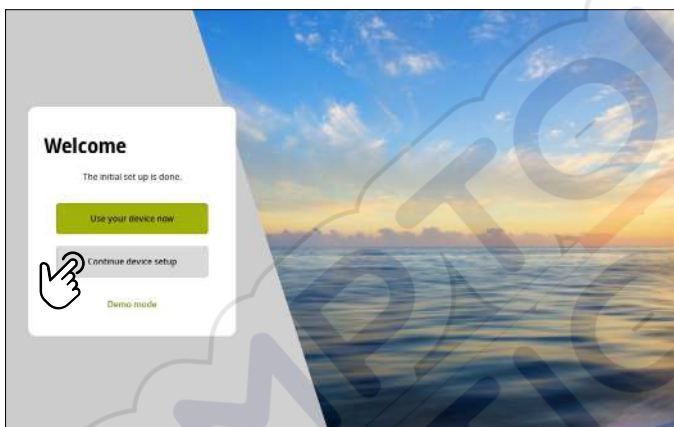 Welcome
The initial set up is done.
Use your device now
Continue device setup
Demo mode